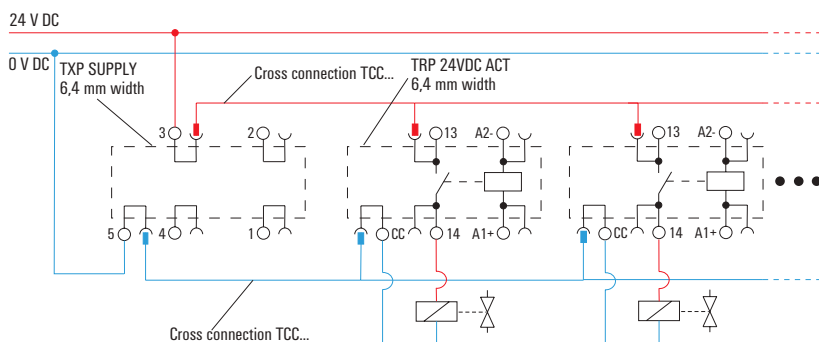 24 V DC
0 V DC
TXP SUPPLY
6,4 mm width
Cross connection TCC...
TRP 24VDC ACT
6,4 mm width
3 2 13 A2- 13 A2-
5 4 1 CC 14 A1+ CC 14 A1+
Cross connection TCC...